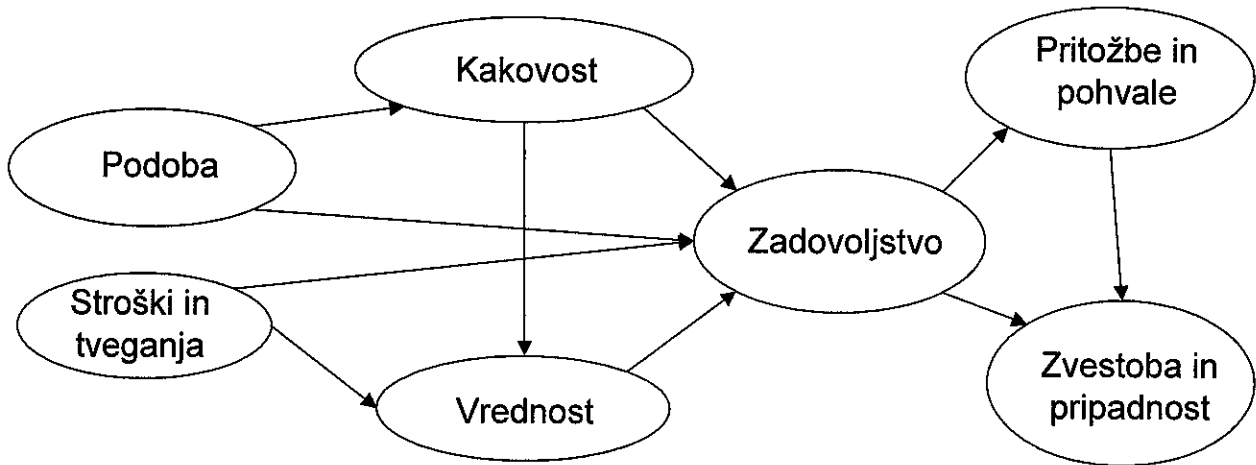 Kakovost
Pritožbe in
pohvale
Podoba
Zadovoljstvo
Stroški in
tveganja
Vrednost
Zvestoba in
pripadnost